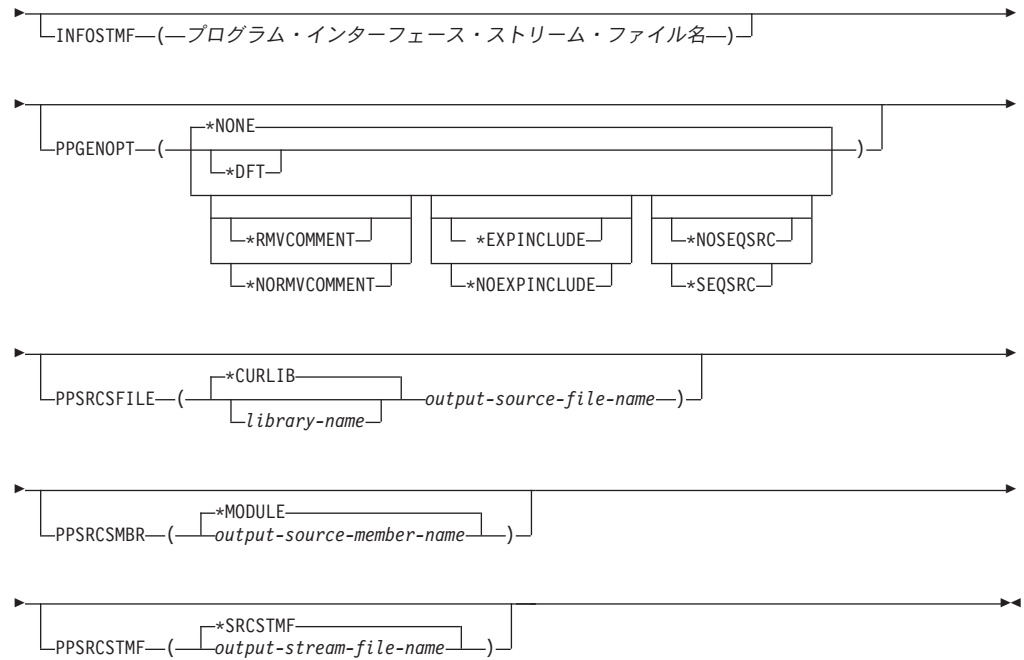 INFOSTMF (プログラム・インターフェース・ストリーム・ファイル名)
*NONE
PPGENOPT ( )
*DFT
*RMVCOMMENT *EXPINCLUDE *NOSEQSRC
*NORMVCOMMENT *NOEXPINCLUDE *SEQSRC
*CURLIB
PPSRCSFILE ( output-source-file-name )
library-name
*MODULE
PPSRCSMBR ( output-source-member-name )
*SRCSTMF
PPSRCSTMF ( output-stream-file-name )